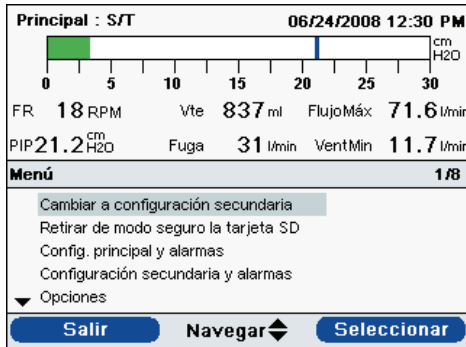 Principal : S/T 06/24/2008 12:30 PM
cm
H2O
0 5 10 15 20 25 30
FR 18 RPM Vte 837 ml FlujoMáx 71.6 l/min
PIP 21.2 cm H2O Fuga 31 l/min VentMin 11.7 l/min
Menú 1/8
Cambiar a configuración secundaria
Retirar de modo seguro la tarjeta SD
Config. principal y alarmas
Configuración secundaria y alarmas
Opciones
Salir Navegar Seleccionar